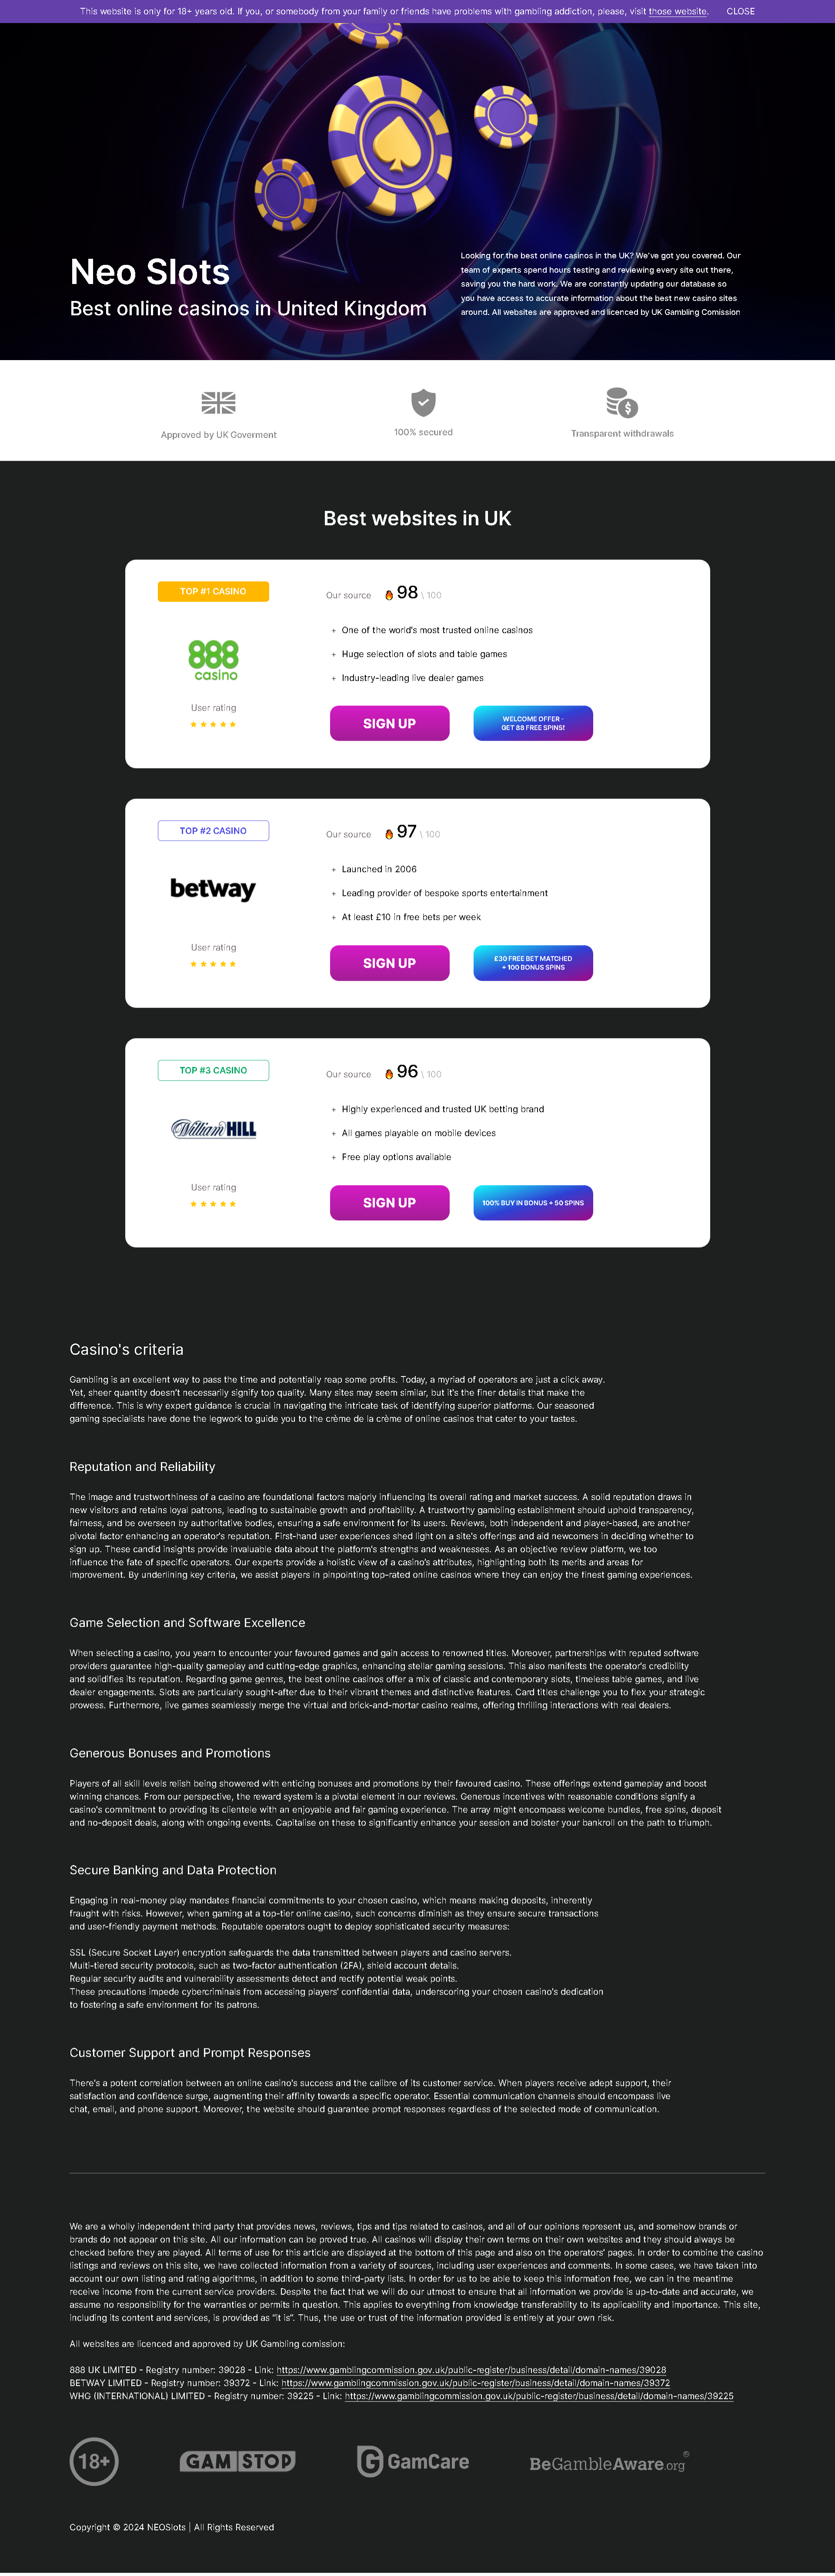 This website is only for 18+ years old. If you, or somebody from your family or friends have problems with gambling addiction, please, visit those website. CLOSE
Neo Slots
Best online casinos in United Kingdom
Looking for the best online casinos in the UK? We've got you covered. Our
team of experts spend hours testing and reviewing every site out there,
saving you the hard work. We are constantly updating our database so
you have access to accurate information about the best new casino sites
around. All websites are approved and licenced by UK Gambling Comission
Approved by UK Goverment
100% secured
Transparent withdrawals
Best websites in UK
TOP #1 CASINO
888
casino
User rating
Our source 98 \ 100
+ One of the world's most trusted online casinos
+ Huge selection of slots and table games
+ Industry-leading live dealer games
SIGN UP
WELCOME OFFER -
GET 88 FREE SPINS!
TOP #2 CASINO
betway
User rating
Our source 97 \ 100
+ Launched in 2006
+ Leading provider of bespoke sports entertainment
+ At least £10 in free bets per week
SIGN UP
£30 FREE BET MATCHED
+ 100 BONUS SPINS
TOP #3 CASINO
William HILL
User rating
Our source 96 \ 100
+ Highly experienced and trusted UK betting brand
+ All games playable on mobile devices
+ Free play options available
SIGN UP
100% BUY IN BONUS + 50 SPINS
Casino's criteria
Gambling is an excellent way to pass the time and potentially reap some profits. Today, a myriad of operators are just a click away.
Yet, sheer quantity doesn't necessarily signify top quality. Many sites may seem similar, but it's the finer details that make the
difference. This is why expert guidance is crucial in navigating the intricate task of identifying superior platforms. Our seasoned
gaming specialists have done the legwork to guide you to the crème de la crème of online casinos that cater to your tastes.
Reputation and Reliability
The image and trustworthiness of a casino are foundational factors majorly influencing its overall rating and market success. A solid reputation draws in
new visitors and retains loyal patrons, leading to sustainable growth and profitability. A trustworthy gambling establishment should uphold transparency,
fairness, and be overseen by authoritative bodies, ensuring a safe environment for its users. Reviews, both independent and player-based, are another
pivotal factor enhancing an operator's reputation. First-hand user experiences shed light on a site's offerings and aid newcomers in deciding whether to
sign up. These candid insights provide invaluable data about the platform's strengths and weaknesses. As an objective review platform, we too
influence the fate of specific operators. Our experts provide a holistic view of a casino's attributes, highlighting both its merits and areas for
improvement. By underlining key criteria, we assist players in pinpointing top-rated online casinos where they can enjoy the finest gaming experiences.
Game Selection and Software Excellence
When selecting a casino, you yearn to encounter your favoured games and gain access to renowned titles. Moreover, partnerships with reputed software
providers guarantee high-quality gameplay and cutting-edge graphics, enhancing stellar gaming sessions. This also manifests the operator's credibility
and solidifies its reputation. Regarding game genres, the best online casinos offer a mix of classic and contemporary slots, timeless table games, and live
dealer engagements. Slots are particularly sought-after due to their vibrant themes and distinctive features. Card titles challenge you to flex your strategic
prowess. Furthermore, live games seamlessly merge the virtual and brick-and-mortar casino realms, offering thrilling interactions with real dealers.
Generous Bonuses and Promotions
Players of all skill levels relish being showered with enticing bonuses and promotions by their favoured casino. These offerings extend gameplay and boost
winning chances. From our perspective, the reward system is a pivotal element in our reviews. Generous incentives with reasonable conditions signify a
casino's commitment to providing its clientele with an enjoyable and fair gaming experience. The array might encompass welcome bundles, free spins, deposit
and no-deposit deals, along with ongoing events. Capitalise on these to significantly enhance your session and bolster your bankroll on the path to triumph.
Secure Banking and Data Protection
Engaging in real-money play mandates financial commitments to your chosen casino, which means making deposits, inherently
fraught with risks. However, when gaming at a top-tier online casino, such concerns diminish as they ensure secure transactions
and user-friendly payment methods. Reputable operators ought to deploy sophisticated security measures:
SSL (Secure Socket Layer) encryption safeguards the data transmitted between players and casino servers.
Multi-tiered security protocols, such as two-factor authentication (2FA), shield account details.
Regular security audits and vulnerability assessments detect and rectify potential weak points.
These precautions impede cybercriminals from accessing players' confidential data, underscoring your chosen casino's dedication
to fostering a safe environment for its patrons.
Customer Support and Prompt Responses
There's a potent correlation between an online casino's success and the calibre of its customer service. When players receive adept support, their
satisfaction and confidence surge, augmenting their affinity towards a specific operator. Essential communication channels should encompass live
chat, email, and phone support. Moreover, the website should guarantee prompt responses regardless of the selected mode of communication.
We are a wholly independent third party that provides news, reviews, tips and tips related to casinos, and all of our opinions represent us, and somehow brands or
brands do not appear on this site. All our information can be proved true. All casinos will display their own terms on their own websites and they should always be
checked before they are played. All terms of use for this article are displayed at the bottom of this page and also on the operators' pages. In order to combine the casino
listings and reviews on this site, we have collected information from a variety of sources, including user experiences and comments. In some cases, we have taken into
account our own listing and rating algorithms, in addition to some third-party lists. In order for us to be able to keep this information free, we can in the meantime
receive income from the current service providers. Despite the fact that we will do our utmost to ensure that all information we provide is up-to-date and accurate, we
assume no responsibility for the warranties or permits in question. This applies to everything from knowledge transferability to its applicability and importance. This site,
including its content and services, is provided as "it is". Thus, the use or trust of the information provided is entirely at your own risk.
All websites are licenced and approved by UK Gambling comission:
888 UK LIMITED - Registry number: 39028 - Link: https://www.gamblingcommission.gov.uk/public-register/business/detail/domain-names/39028
BETWAY LIMITED - Registry number: 39372 - Link: https://www.gamblingcommission.gov.uk/public-register/business/detail/domain-names/39372
WHG (INTERNATIONAL) LIMITED - Registry number: 39225 - Link: https://www.gamblingcommission.gov.uk/public-register/business/detail/domain-names/39225
18+ GAMSTOP GamCare BeGambleAware.org
Copyright © 2024 NEOSlots | All Rights Reserved